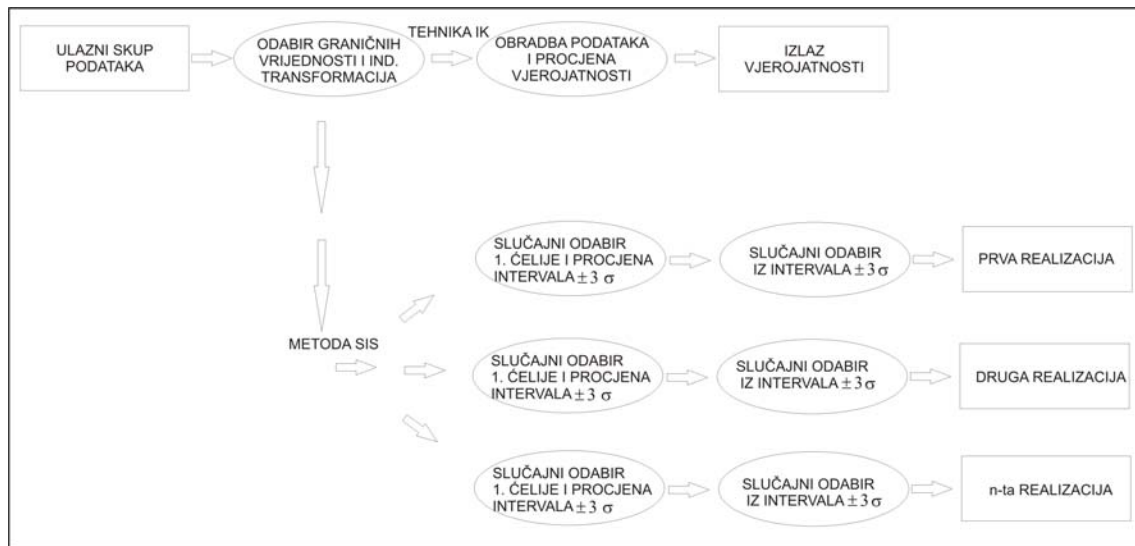 ULAZNI SKUP
PODATAKA
ODABIR GRANIČNIH
VRIJEDNOSTI I IND.
TRANSFORMACIJA
TEHNIKA IK
OBRADBA PODATAKA
I PROCJENA
VJEROJATNOSTI
IZLAZ
VJEROJATNOSTI
METODA SIS
SLUČAJNI ODABIR
1. ĆELIJE I PROCJENA
INTERVALA ±3 σ
SLUČAJNI ODABIR
IZ INTERVALA ±3σ
PRVA REALIZACIJA
SLUČAJNI ODABIR
1. ĆELIJE I PROCJENA
INTERVALA ±3 σ
SLUČAJNI ODABIR
IZ INTERVALA ±3σ
DRUGA REALIZACIJA
SLUČAJNI ODABIR
1. ĆELIJE I PROCJENA
INTERVALA ±3 σ
SLUČAJNI ODABIR
IZ INTERVALA ±3σ
n-ta REALIZACIJA